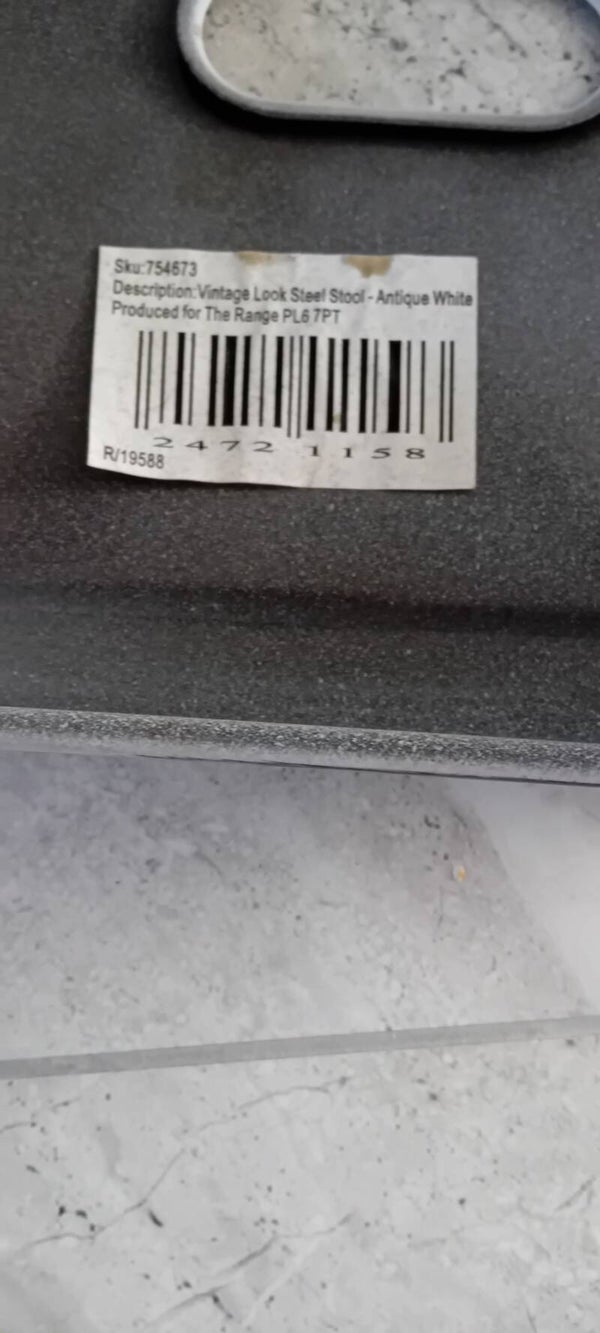 Sku:754673
Description:Vintage Look Steel Stool - Antique White
Produced for The Range PL6 7PT
2472 1158
R/19588